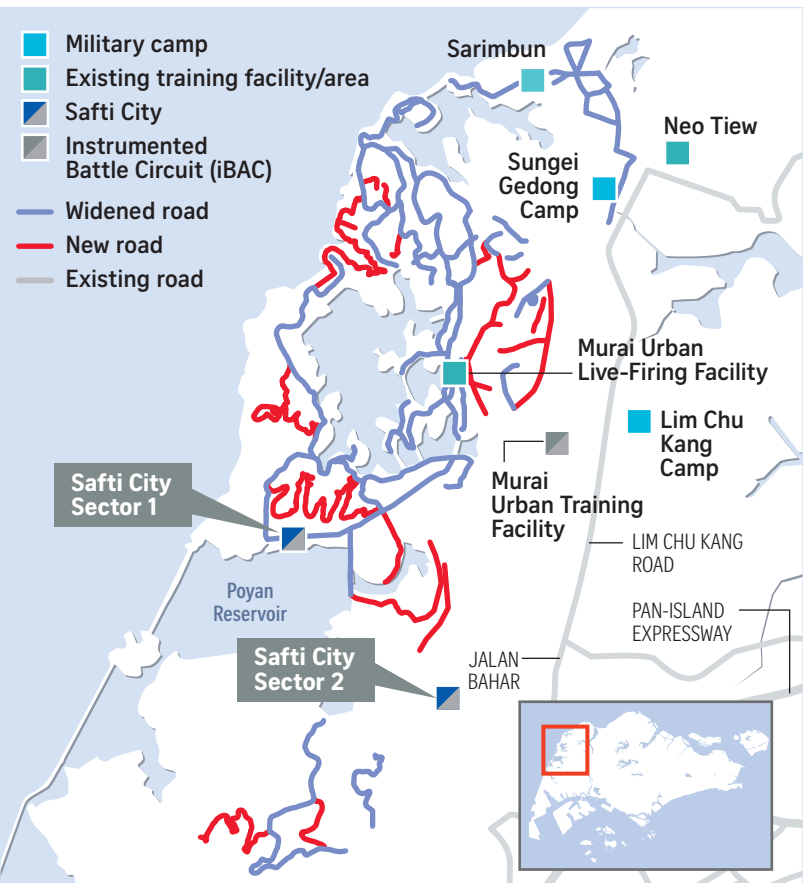 Military camp
Existing training facility/area
Safti City
Instrumented
Battle Circuit (iBAC)
Widened road
New road
Existing road
Sarimbun
Neo Tiew
Sungei
Gedong
Camp
Murai Urban
Live-Firing Facility
Lim Chu
Kang
Camp
Murai
Urban Training
Facility
Safti City
Sector 1
LIM CHU KANG
ROAD
Poyan
Reservoir
PAN-ISLAND
EXPRESSWAY
Safti City
Sector 2
JALAN
BAHAR